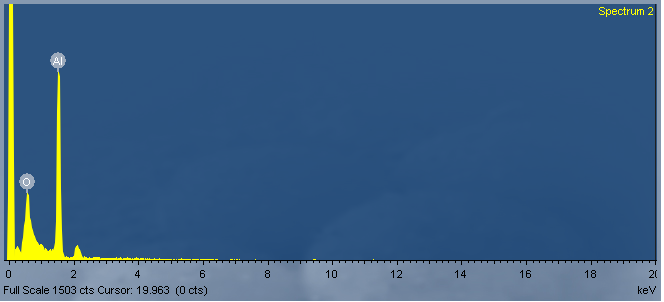 Spectrum 2
Al
O
0 2 4 6 8 10 12 14 16 18 20
Full Scale 1503 cts Cursor: 19.963 (0 cts) keV